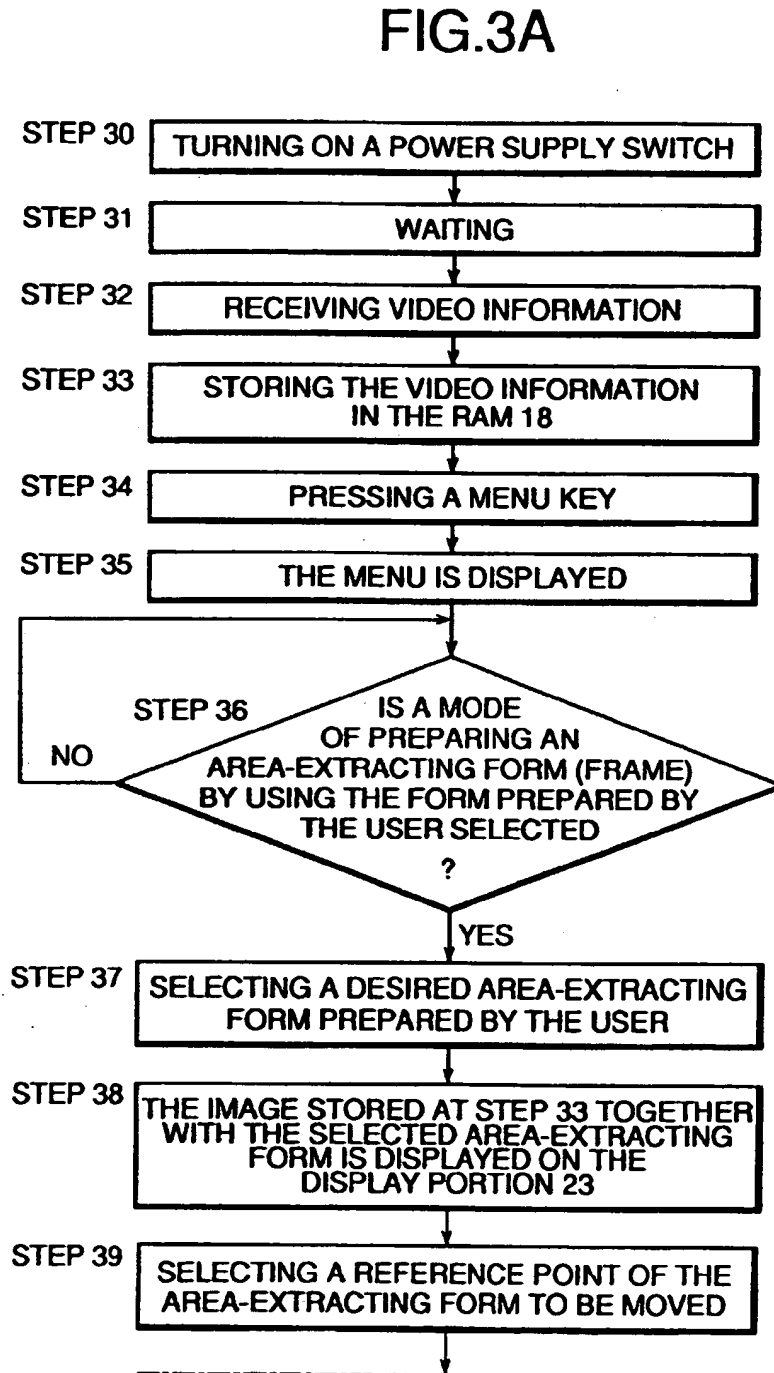 FIG.3A
STEP 30
TURNING ON A POWER SUPPLY SWITCH
STEP 31
WAITING
STEP 32
RECEIVING VIDEO INFORMATION
STEP 33
STORING THE VIDEO INFORMATION
IN THE RAM 18
STEP 34
PRESSING A MENU KEY
STEP 35
THE MENU IS DISPLAYED
STEP 36
IS A MODE
OF PREPARING AN
AREA-EXTRACTING FORM (FRAME)
BY USING THE FORM PREPARED BY
THE USER SELECTED
?
NO
YES
STEP 37
SELECTING A DESIRED AREA-EXTRACTING
FORM PREPARED BY THE USER
STEP 38
THE IMAGE STORED AT STEP 33 TOGETHER
WITH THE SELECTED AREA-EXTRACTING
FORM IS DISPLAYED ON THE
DISPLAY PORTION 23
STEP 39
SELECTING A REFERENCE POINT OF THE
AREA-EXTRACTING FORM TO BE MOVED